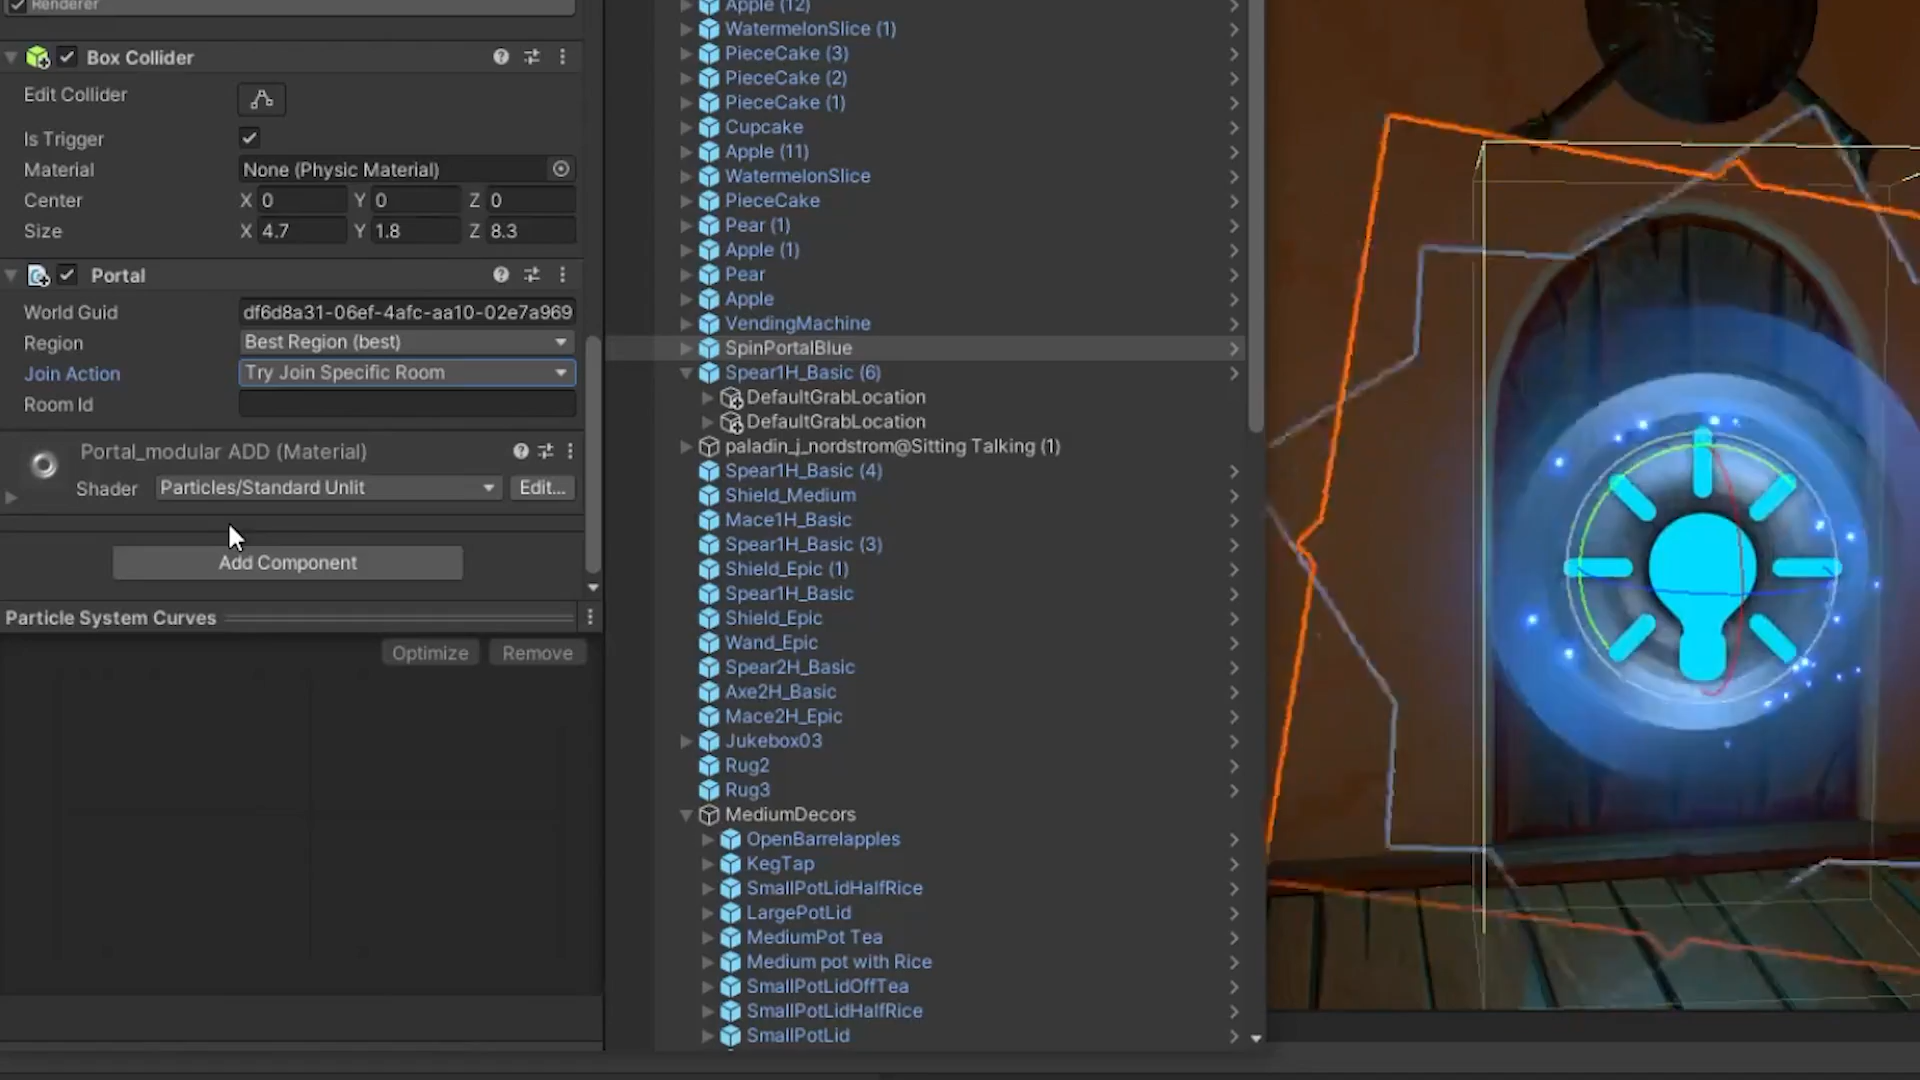 Renderer
Box Collider
Edit Collider
Is Trigger
Material None (Physic Material)
Center X 0 Y 0 Z 0
Size X 4.7 Y 1.8 Z 8.3
Portal
World Guid df6d8a31-06ef-4afc-aa10-02e7a969
Region Best Region (best)
Join Action Try Join Specific Room
Room Id
Portal_modular ADD (Material)
Shader Particles/Standard Unlit Edit...
Add Component
Particle System Curves
Optimize Remove
Apple (12)
WatermelonSlice (1)
PieceCake (3)
PieceCake (2)
PieceCake (1)
Cupcake
Apple (11)
WatermelonSlice
PieceCake
Pear (1)
Apple (1)
Pear
Apple
VendingMachine
SpinPortalBlue
Spear1H_Basic (6)
DefaultGrabLocation
DefaultGrabLocation
paladin_j_nordstrom@Sitting Talking (1)
Spear1H_Basic (4)
Shield_Medium
Mace1H_Basic
Spear1H_Basic (3)
Shield_Epic (1)
Spear1H_Basic
Shield_Epic
Wand_Epic
Spear2H_Basic
Axe2H_Basic
Mace2H_Epic
Jukebox03
Rug2
Rug3
MediumDecors
OpenBarrelapples
KegTap
SmallPotLidHalfRice
LargePotLid
MediumPot Tea
Medium pot with Rice
SmallPotLidOffTea
SmallPotLidHalfRice
SmallPotLid